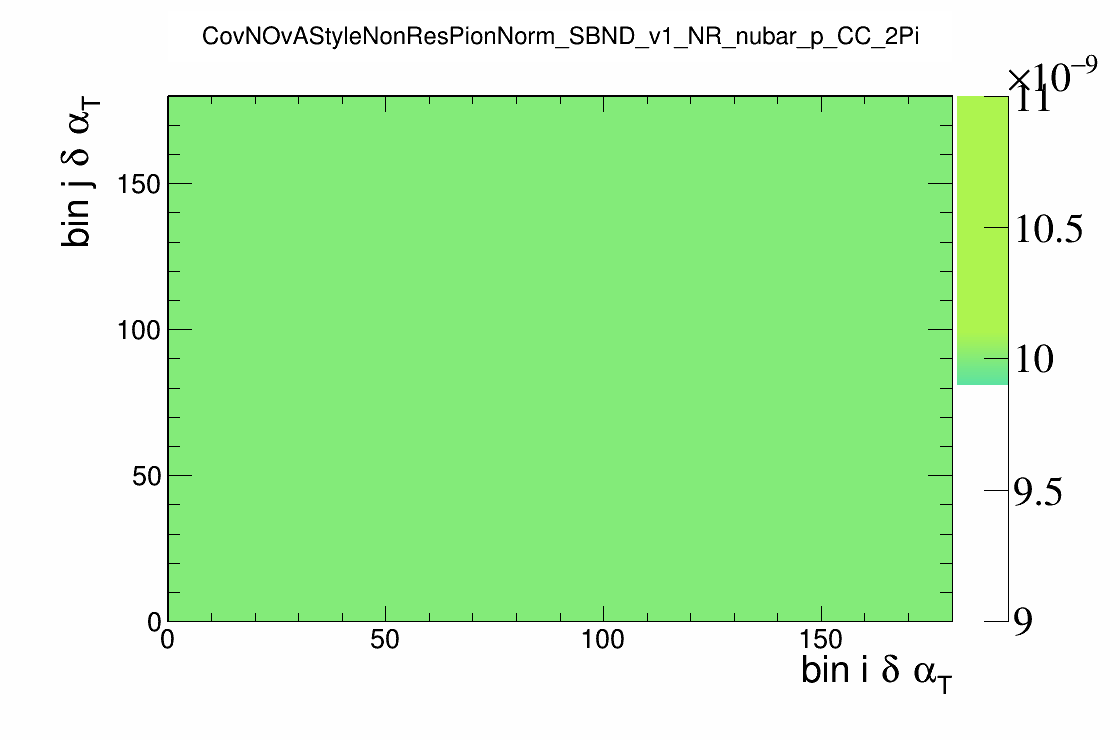 CovNOvAStyleNonResPionNorm_SBND_v1_NR_nubar_p_CC_2Pi
×10⁻⁹
bin j δ α_T
150
100
50
0
0 50 100 150
bin i δ α_T
11
10.5
10
9.5
9